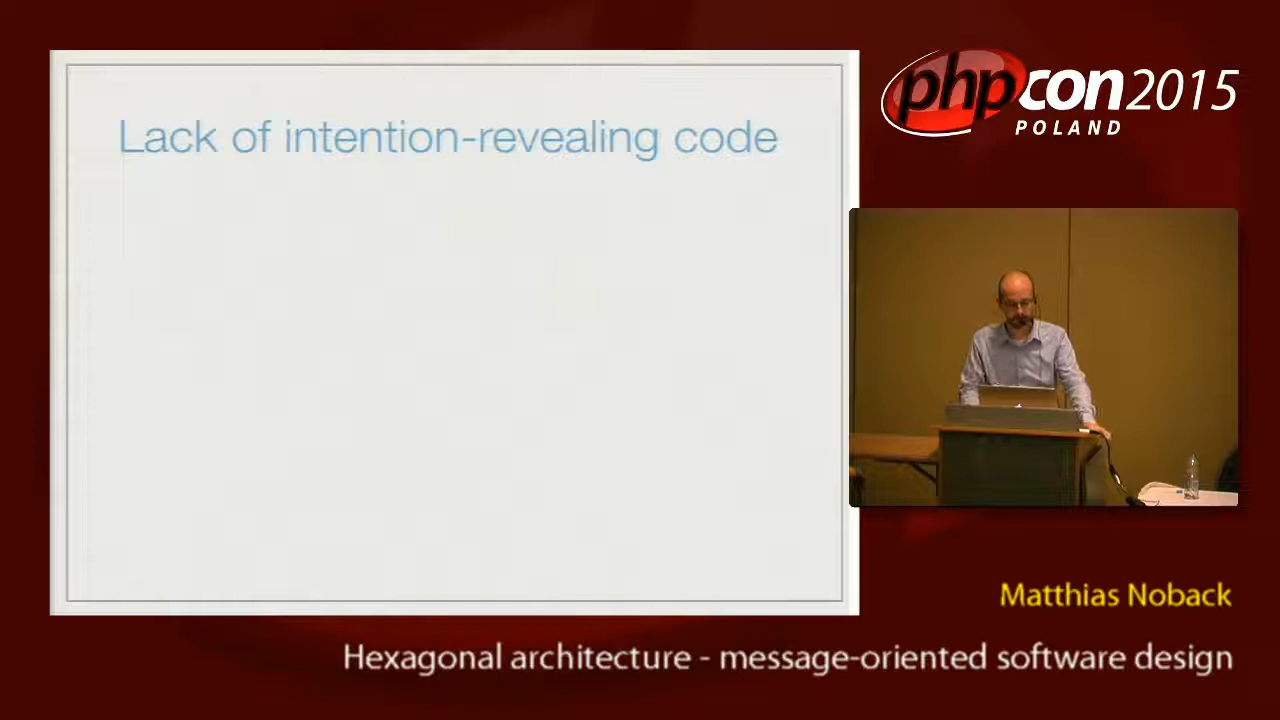 Lack of intention-revealing code
phpcon2015
POLAND
Matthias Noback
Hexagonal architecture - message-oriented software design